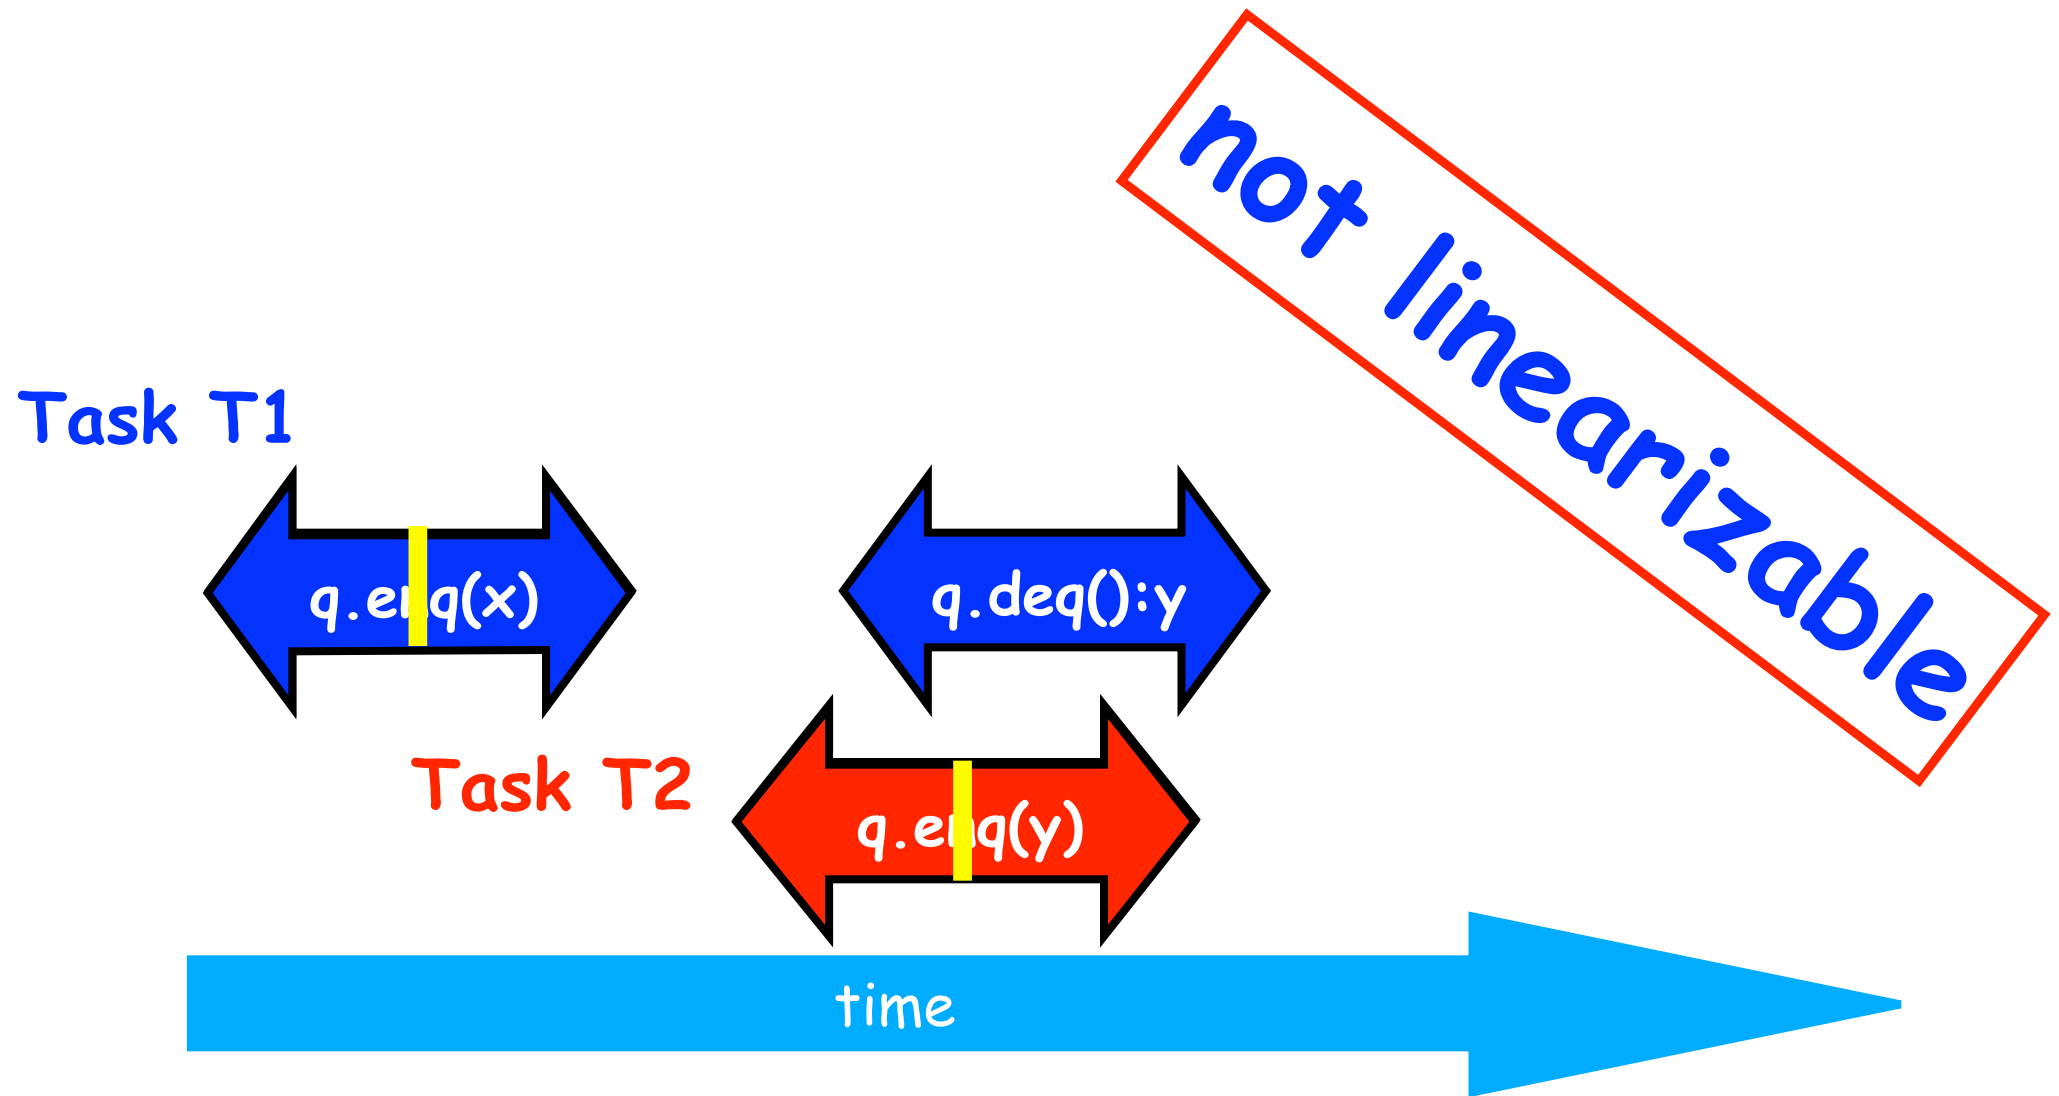 not linearizable
Task T1
q.enq(x)
q.deq():y
Task T2
q.enq(y)
time